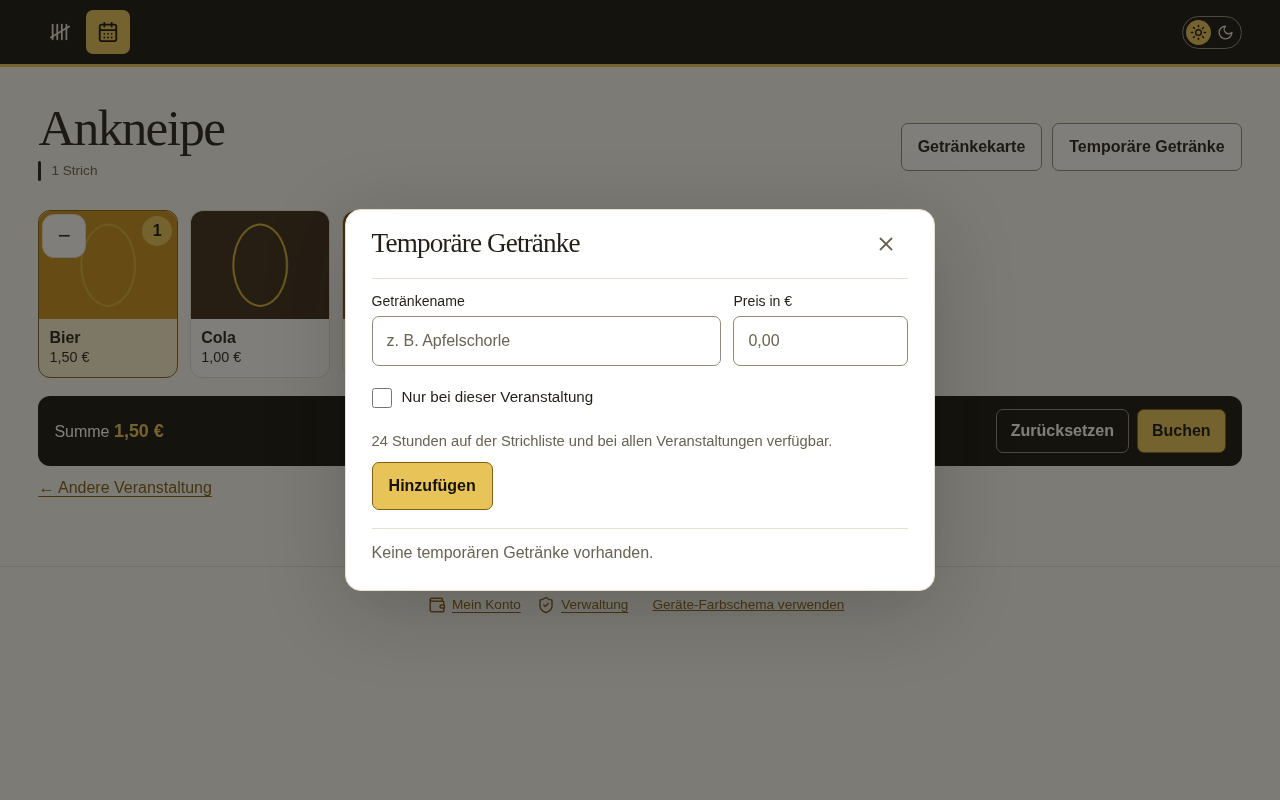 Ankneipe
1 Strich
Getränkekarte
Temporäre Getränke
1
Bier
1,50 €
Cola
1,00 €
Summe 1,50 €
Zurücksetzen
Buchen
← Andere Veranstaltung
Temporäre Getränke
Getränkename
Preis in €
z. B. Apfelschorle
0,00
Nur bei dieser Veranstaltung
24 Stunden auf der Strichliste und bei allen Veranstaltungen verfügbar.
Hinzufügen
Keine temporären Getränke vorhanden.
Mein Konto
Verwaltung
Geräte-Farbschema verwenden